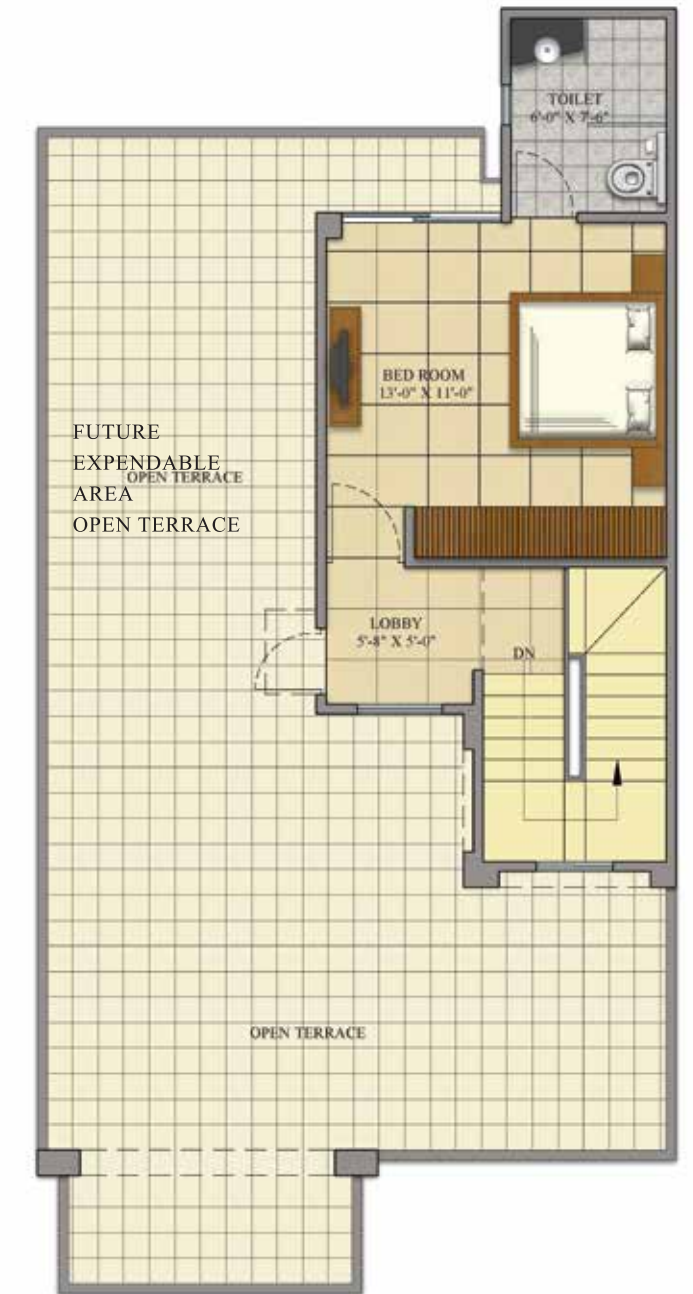 TOILET
6'-0" X 7'-6"
BED ROOM
13'-0" X 11'-0"
FUTURE
EXPENDABLE
OPEN TERRACE
AREA
OPEN TERRACE
LOBBY
5'-8" X 5'-0"
DN
OPEN TERRACE